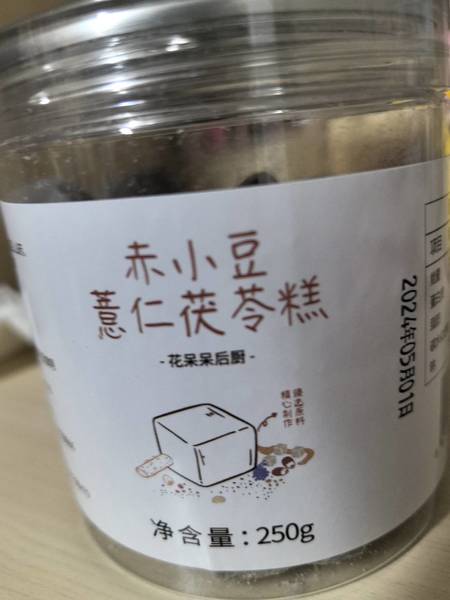 赤小豆
薏仁茯苓糕
- 花呆呆后厨 -
臻选原料
精心制作
净含量：250g
2024年05月01日